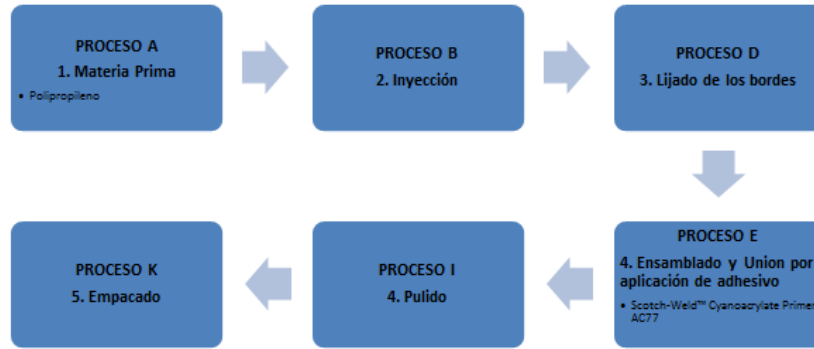 PROCESO A
1. Materia Prima
• Polipropileno
PROCESO B
2. Inyección
PROCESO D
3. Lijado de los bordes
PROCESO E
4. Ensamblado y Union por
aplicación de adhesivo
• Scotch-Weld™ Cyanoacrylate Primer
AC77
PROCESO I
4. Pulido
PROCESO K
5. Empacado